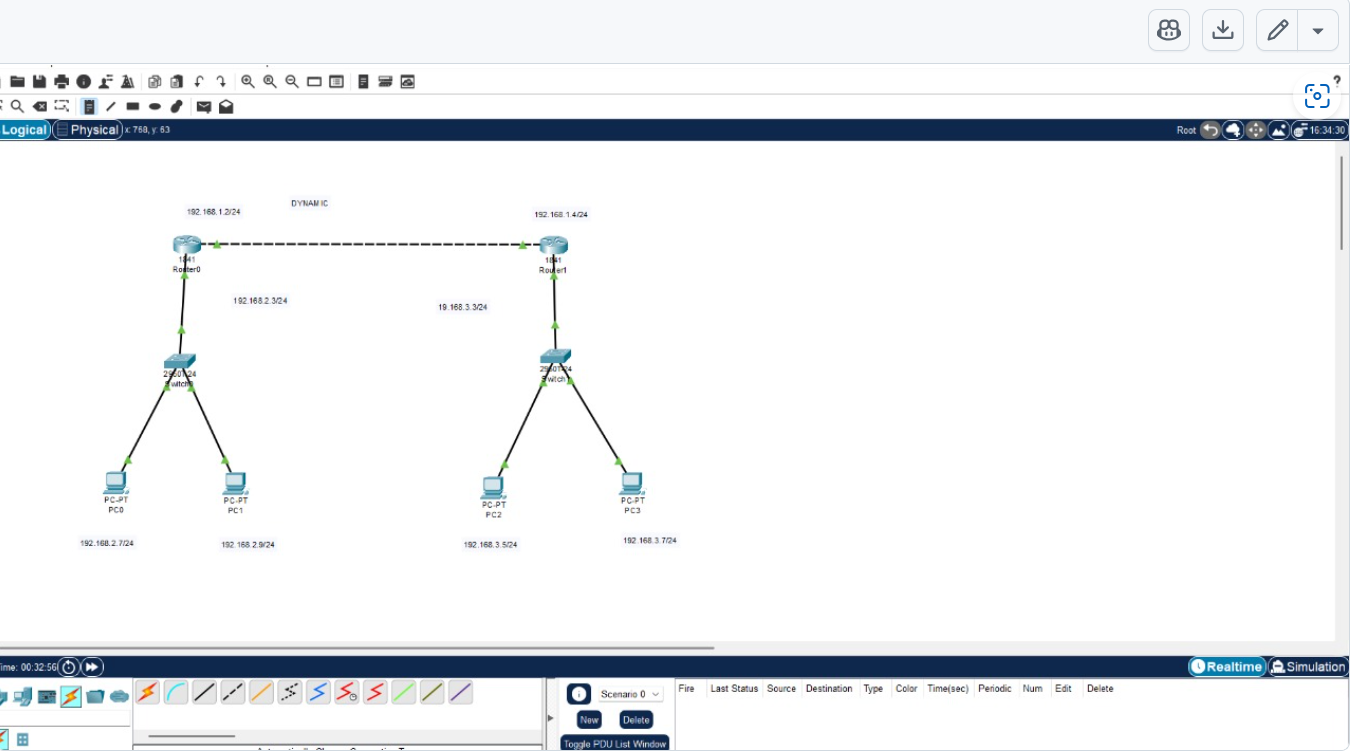 ?
Logical Physical x: 768, y: 63
Root 16:34:30
DYNAMIC
192.168.1.2/24
192.168.1.4/24
1841
Router0
1841
Router1
192.168.2.3/24
19.168.3.3/24
2950T-24
Switch0
2950T-24
Switch
PC-PT
PC0
PC-PT
PC1
PC-PT
PC2
PC-PT
PC3
192.168.2.7/24
192.168.2.9/24
192.168.3.5/24
192.168.3.7/24
ime: 00:32:56
Realtime Simulation
Scenario 0
New Delete
Toggle PDU List Window
Fire Last Status Source Destination Type Color Time(sec) Periodic Num Edit Delete